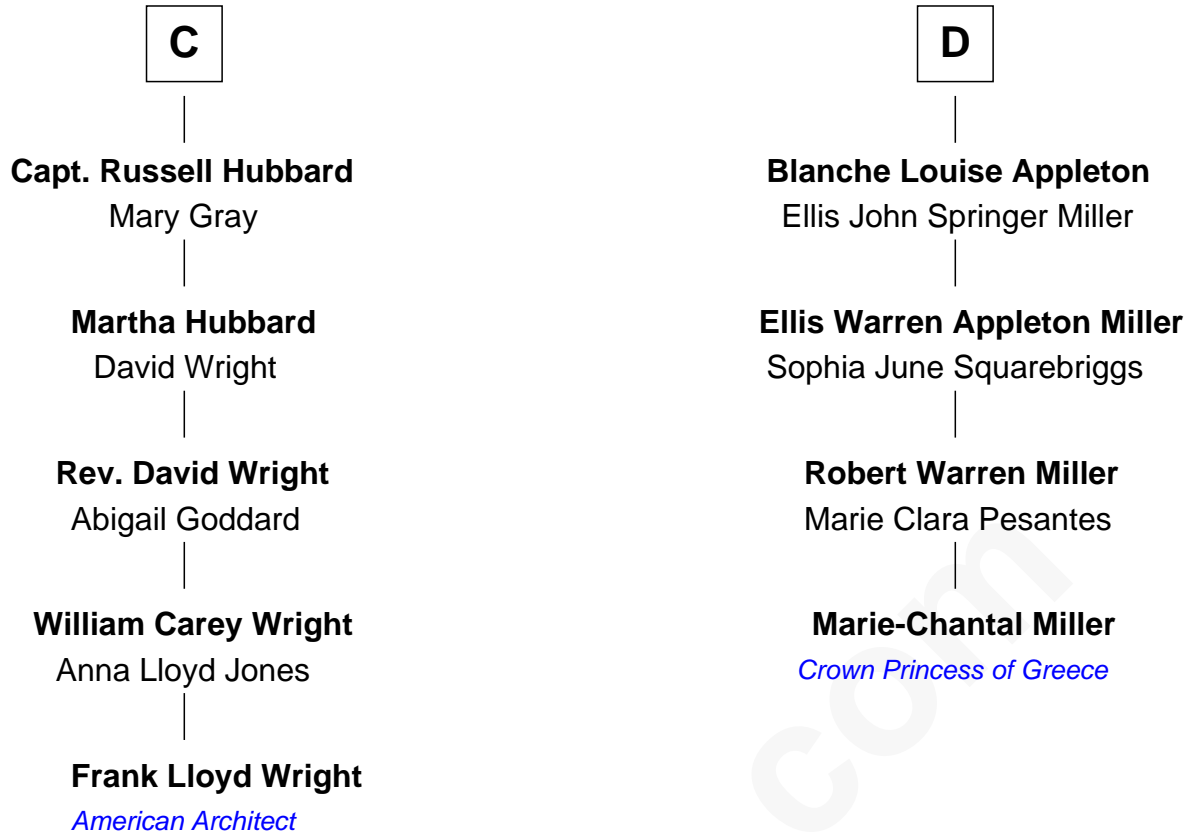 C
Capt. Russell Hubbard
Mary Gray
Martha Hubbard
David Wright
Rev. David Wright
Abigail Goddard
William Carey Wright
Anna Lloyd Jones
Frank Lloyd Wright
American Architect
D
Blanche Louise Appleton
Ellis John Springer Miller
Ellis Warren Appleton Miller
Sophia June Squarebriggs
Robert Warren Miller
Marie Clara Pesantes
Marie-Chantal Miller
Crown Princess of Greece
com